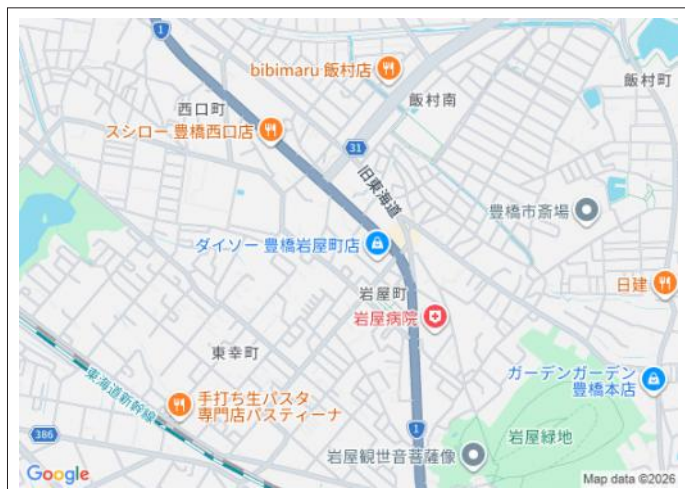 1
bibimaru 飯村店
飯村町
飯村南
西口町
スシロー 豊橋西口店
31
旧東海道
豊橋市斎場
ダイソー 豊橋岩屋町店
日建
岩屋町
岩屋病院
東幸町
ガーデンガーデン
豊橋本店
東海道新幹線
手打ち生パスタ
専門店パスティーナ
386
1
岩屋緑地
岩屋観世音菩薩像
Google
Map data ©2026